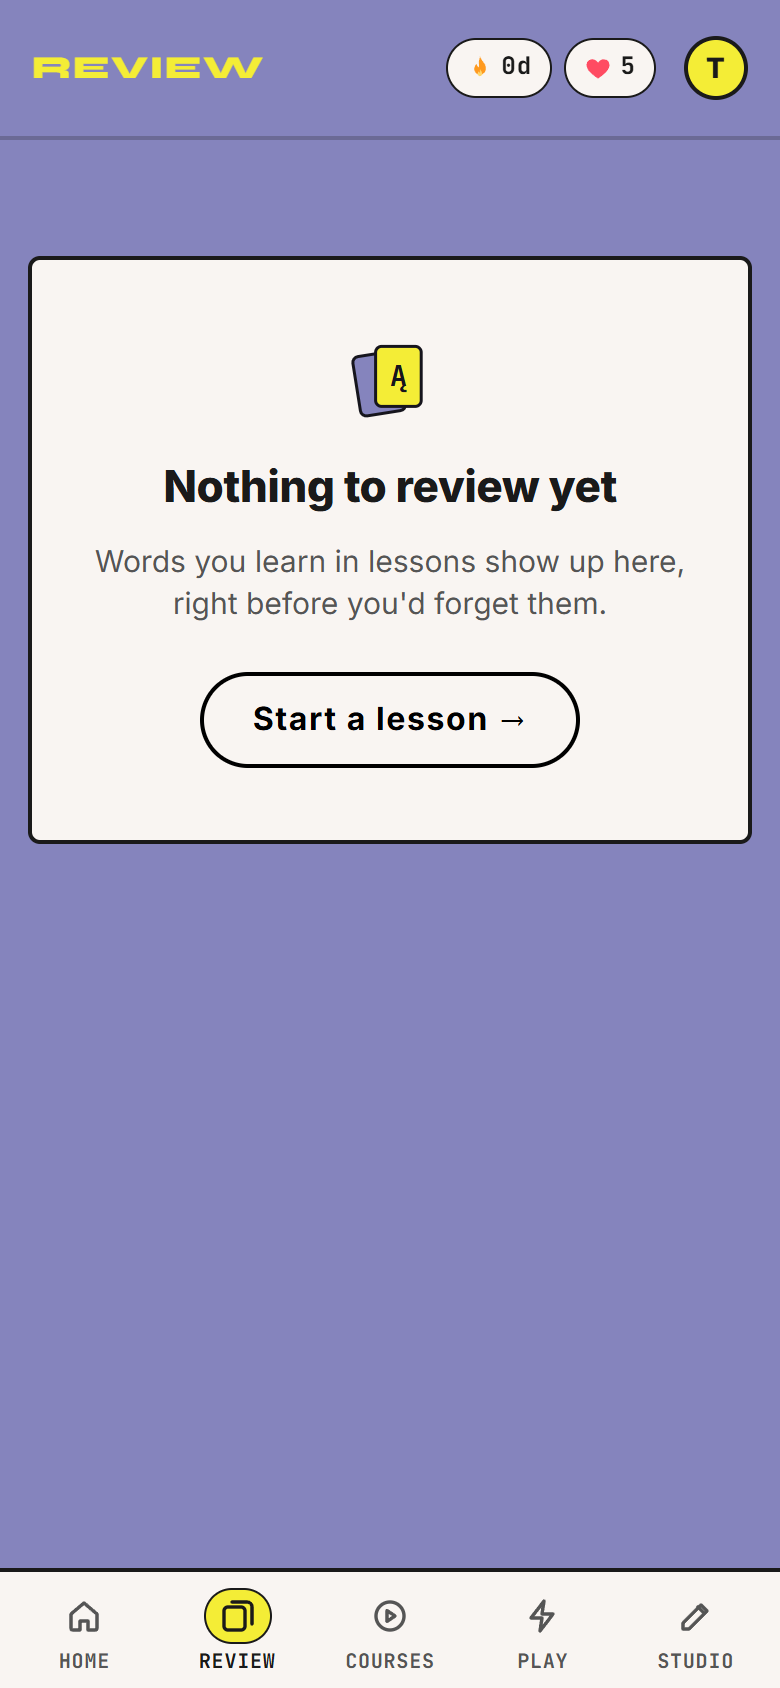 REVIEW
0d
5
T
Ą
Nothing to review yet
Words you learn in lessons show up here,
right before you'd forget them.
Start a lesson →
HOME
REVIEW
COURSES
PLAY
STUDIO